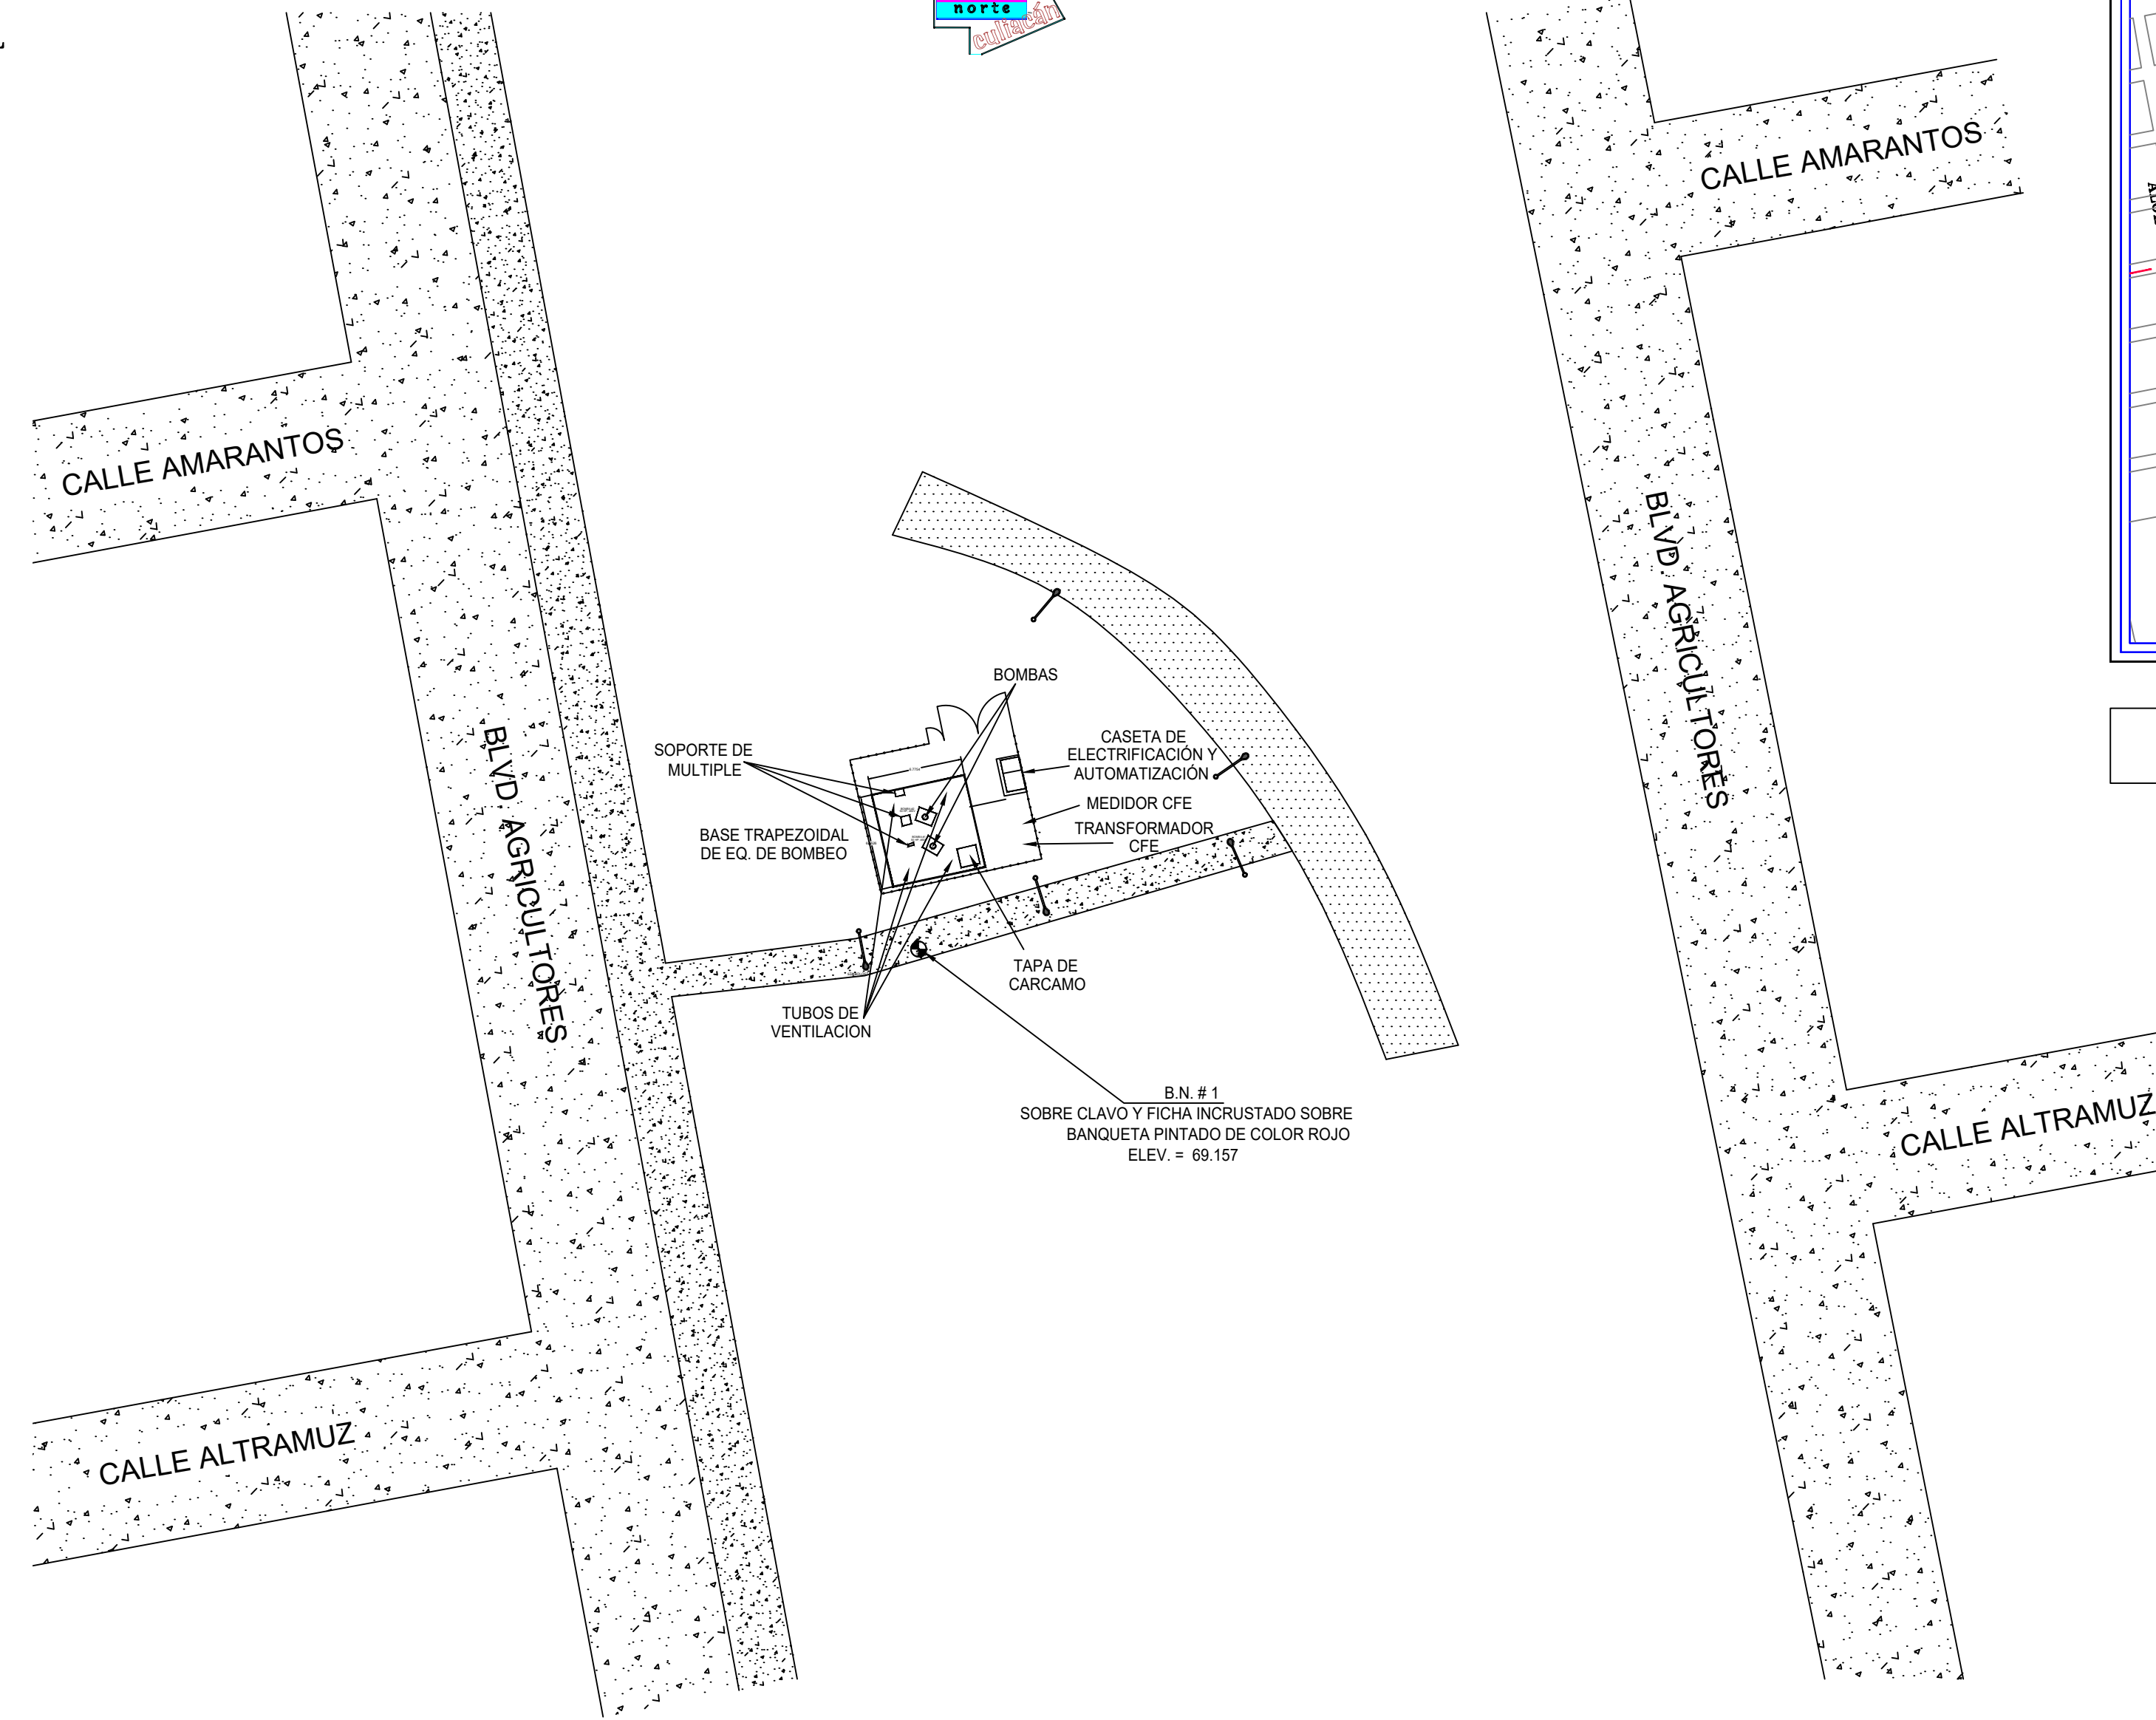 norte
culiacán
CALLE AMARANTOS
CALLE AMARANTOS
BLVD. AGRICULTORES
BLVD. AGRICULTORES
BOMBAS
SOPORTE DE
MULTIPLE
CASETA DE
ELECTRIFICACIÓN Y
AUTOMATIZACIÓN
MEDIDOR CFE
TRANSFORMADOR
CFE
BASE TRAPEZOIDAL
DE EQ. DE BOMBEO
TAPA DE
CARCAMO
TUBOS DE
VENTILACION
B.N. # 1
SOBRE CLAVO Y FICHA INCRUSTADO SOBRE
BANQUETA PINTADO DE COLOR ROJO
ELEV. = 69.157
CALLE ALTRAMUZ
CALLE ALTRAMUZ